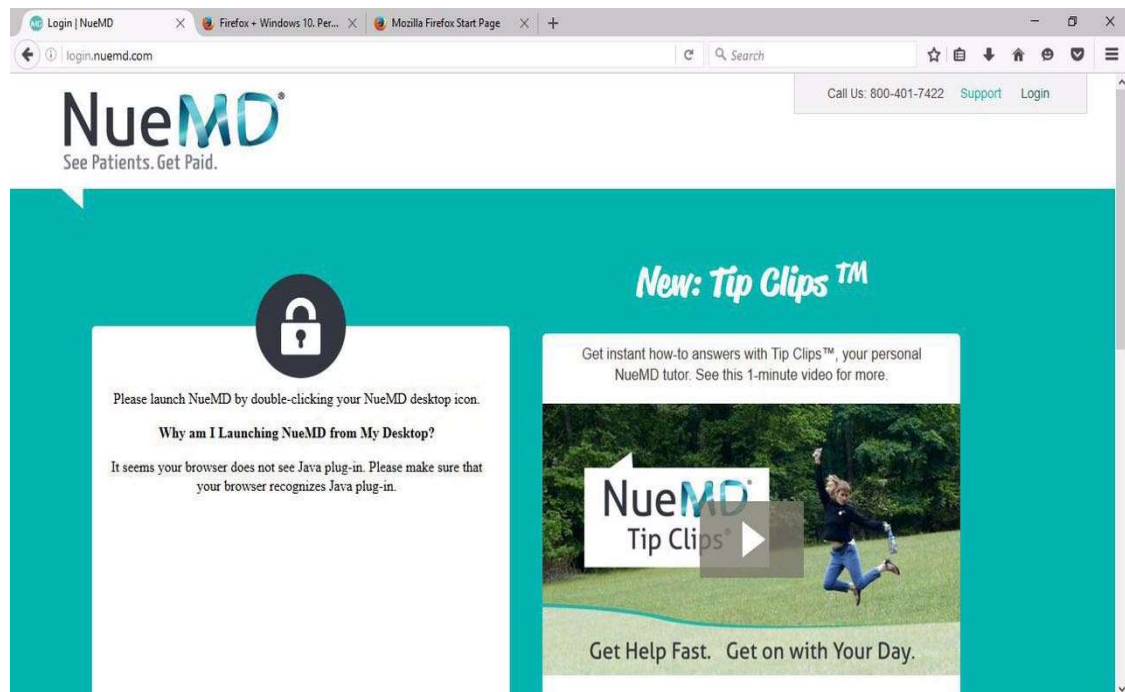 Login | NueMD
Firefox + Windows 10. Per...
Mozilla Firefox Start Page
login.nuemd.com
Search
Call Us: 800-401-7422 Support Login
NueMD®
See Patients. Get Paid.
New: Tip Clips TM
Please launch NueMD by double-clicking your NueMD desktop icon.
Why am I Launching NueMD from My Desktop?
It seems your browser does not see Java plug-in. Please make sure that
your browser recognizes Java plug-in.
Get instant how-to answers with Tip Clips™, your personal
NueMD tutor. See this 1-minute video for more.
NueMD®
Tip Clips®
Get Help Fast. Get on with Your Day.